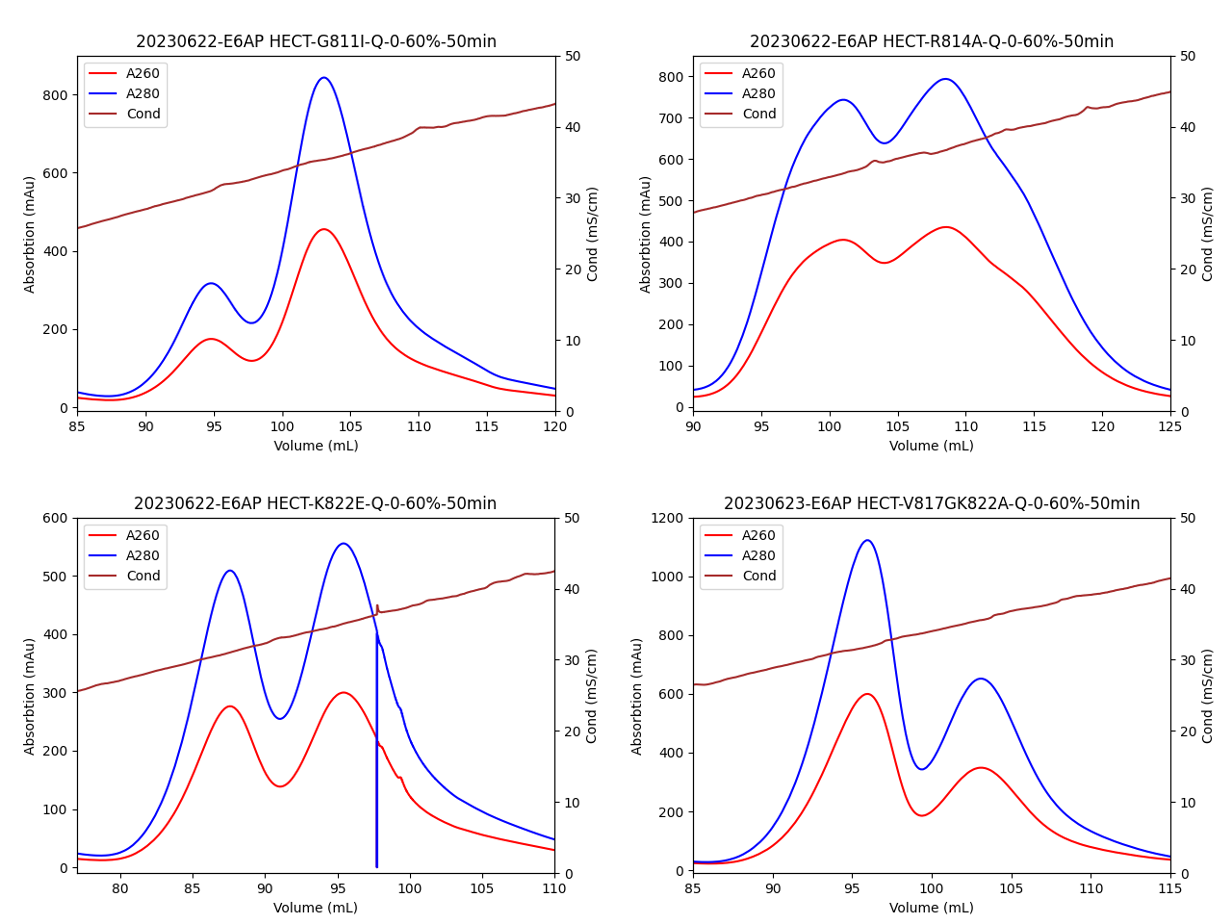 20230622-E6AP HECT-G811I-Q-0-60%-50min
A260
A280
Cond
Absorbtion (mAu)
800
600
400
200
0
50
40
30
20
10
0
Cond (mS/cm)
85 90 95 100 105 110 115 120
Volume (mL)
20230622-E6AP HECT-R814A-Q-0-60%-50min
A260
A280
Cond
Absorbtion (mAu)
800
700
600
500
400
300
200
100
0
50
40
30
20
10
0
Cond (mS/cm)
90 95 100 105 110 115 120 125
Volume (mL)
20230622-E6AP HECT-K822E-Q-0-60%-50min
A260
A280
Cond
Absorbtion (mAu)
600
500
400
300
200
100
0
50
40
30
20
10
0
Cond (mS/cm)
80 85 90 95 100 105 110
Volume (mL)
20230623-E6AP HECT-V817GK822A-Q-0-60%-50min
A260
A280
Cond
Absorbtion (mAu)
1200
1000
800
600
400
200
0
50
40
30
20
10
0
Cond (mS/cm)
85 90 95 100 105 110 115
Volume (mL)